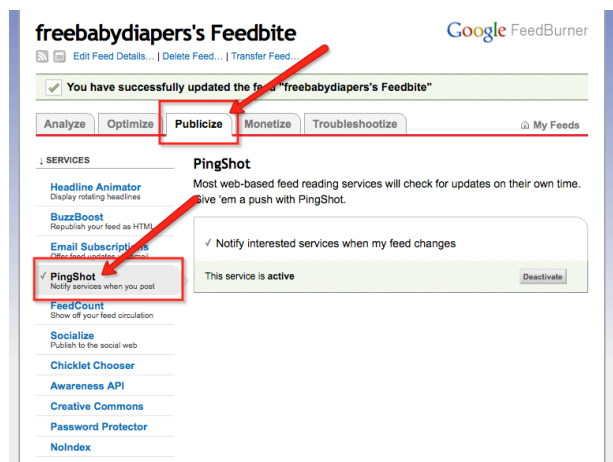 freebabydiapers's Feedbite
Google FeedBurner
Edit Feed Details... | Delete Feed... | Transfer Feed...
You have successfully updated the feed "freebabydiapers's Feedbite"
Analyze Optimize Publicize Monetize Troubleshootize My Feeds
↓ SERVICES
Headline Animator
Display rotating headlines
BuzzBoost
Republish your feed as HTML
Email Subscriptions
Offer feed updates via email
✓ PingShot
Notify services when you post
FeedCount
Show off your feed circulation
Socialize
Publish to the social web
Chicklet Chooser
Awareness API
Creative Commons
Password Protector
NoIndex
PingShot
Most web-based feed reading services will check for updates on their own time.
Give 'em a push with PingShot.
✓ Notify interested services when my feed changes
This service is active Deactivate